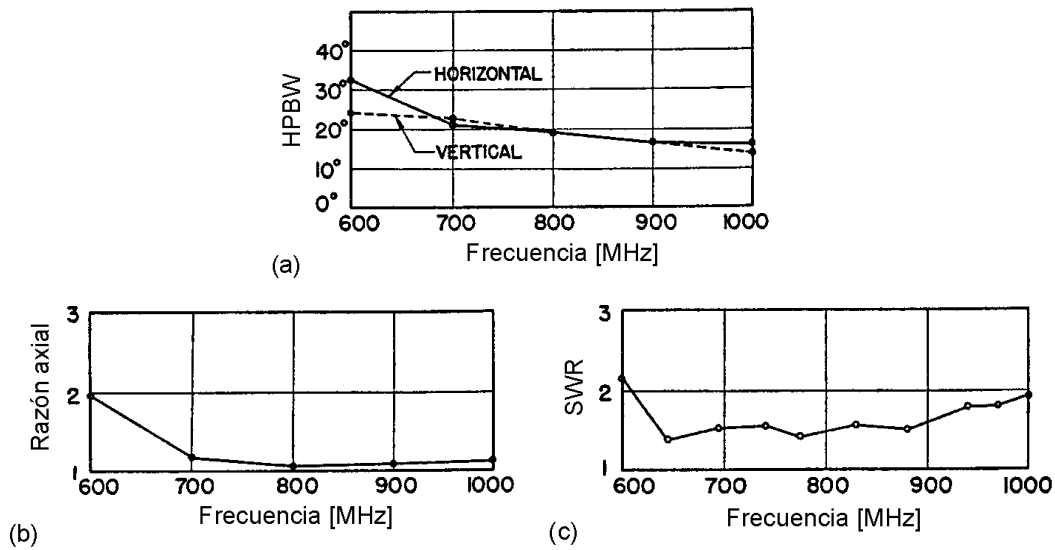 40°
30°
20°
10°
0°
HPBW
HORIZONTAL
VERTICAL
600 700 800 900 1000
Frecuencia [MHz]
(a)
3
2
1
Razón axial
600 700 800 900 1000
Frecuencia [MHz]
(b)
3
2
1
SWR
600 700 800 900 1000
Frecuencia [MHz]
(c)